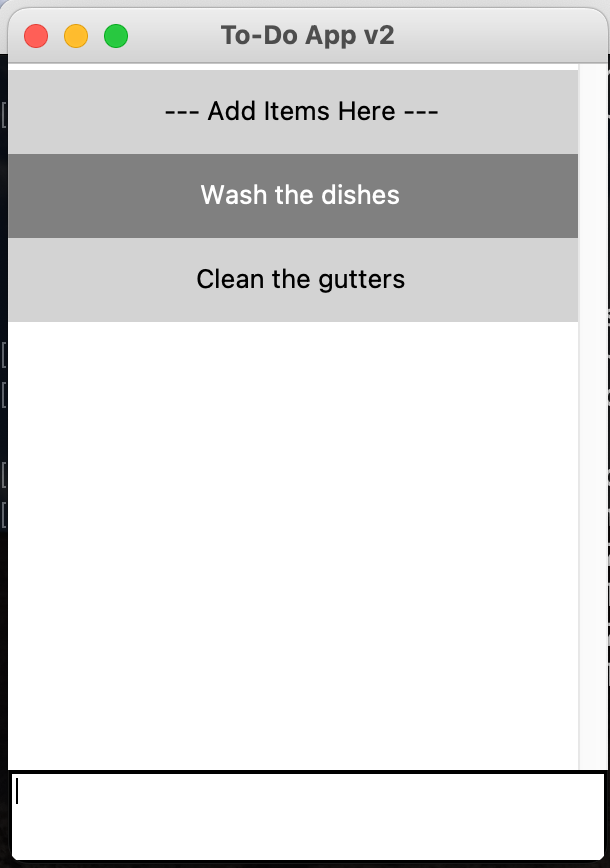 To-Do App v2
--- Add Items Here ---
Wash the dishes
Clean the gutters